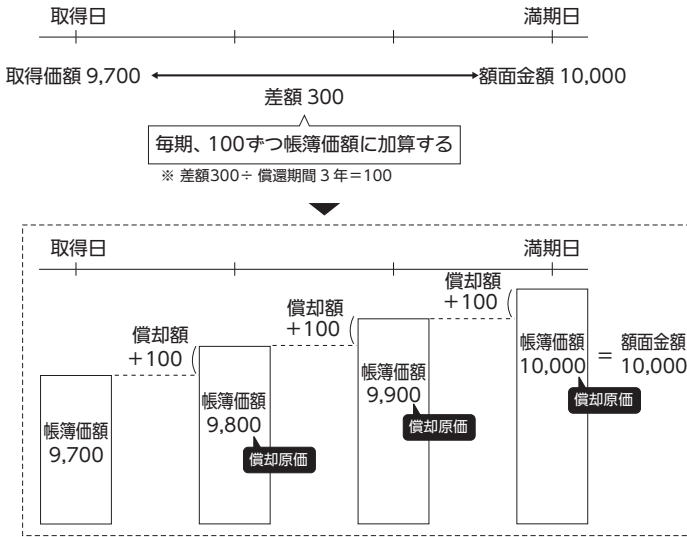 取得日
満期日
取得価額 9,700
額面金額 10,000
差額 300
毎期、100ずつ帳簿価額に加算する
※ 差額300÷ 償還期間 3 年＝100
取得日
満期日
償却額
＋100
償却額
＋100
償却額
＋100
帳簿価額
9,700
帳簿価額
9,800
償却原価
帳簿価額
9,900
償却原価
帳簿価額
10,000
償却原価
＝
額面金額
10,000